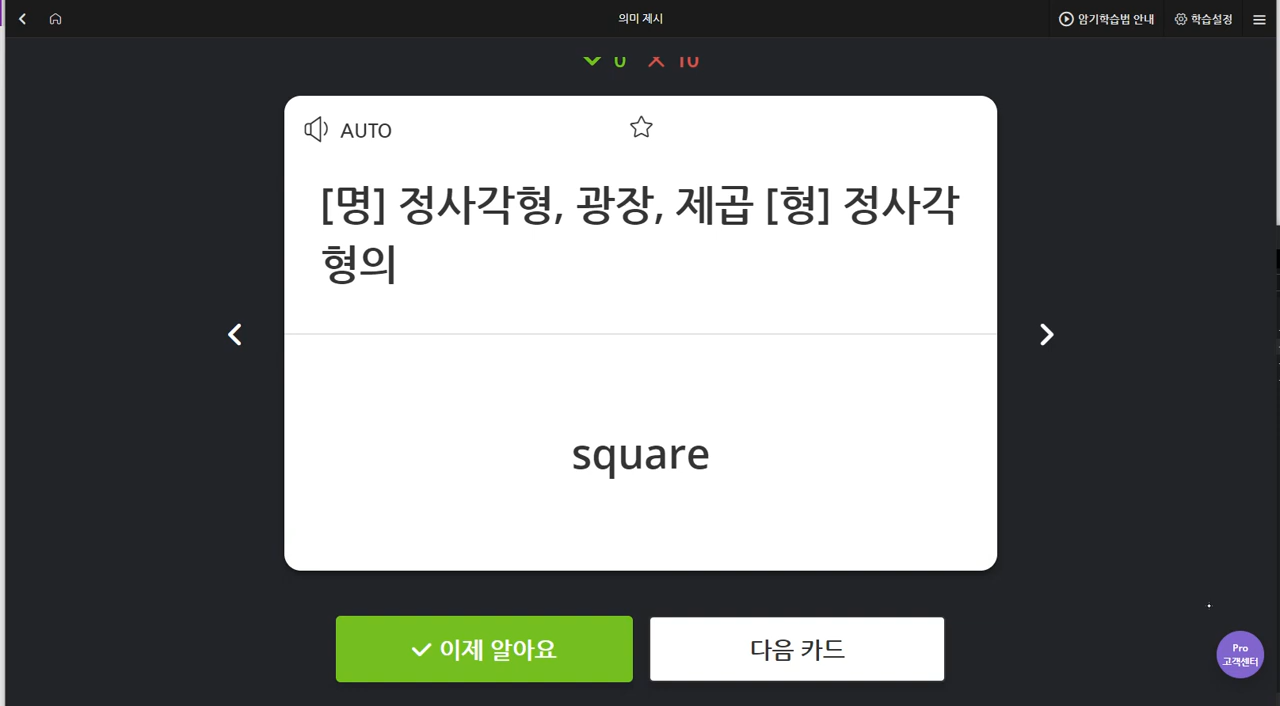 의미 제시
암기학습법 안내
학습설정
AUTO
[명] 정사각형, 광장, 제곱 [형] 정사각
형의
square
이제 알아요
다음 카드
Pro
고객센터